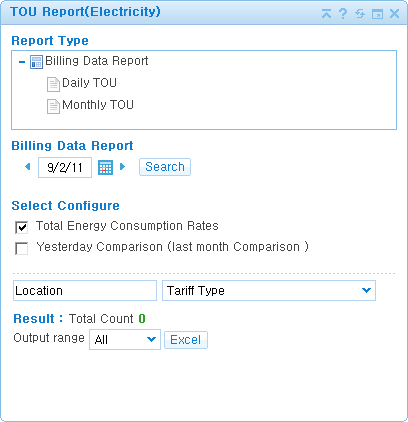 TOU Report(Electricity)
Report Type
Billing Data Report
Daily TOU
Monthly TOU
Billing Data Report
9/2/11 Search
Select Configure
Total Energy Consumption Rates
Yesterday Comparison (last month Comparison )
Location Tariff Type
Result : Total Count 0
Output range All Excel